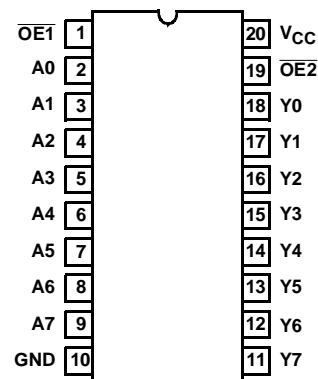 OE1 1 20 VCC
A0 2 19 OE2
A1 3 18 Y0
A2 4 17 Y1
A3 5 16 Y2
A4 6 15 Y3
A5 7 14 Y4
A6 8 13 Y5
A7 9 12 Y6
GND 10 11 Y7